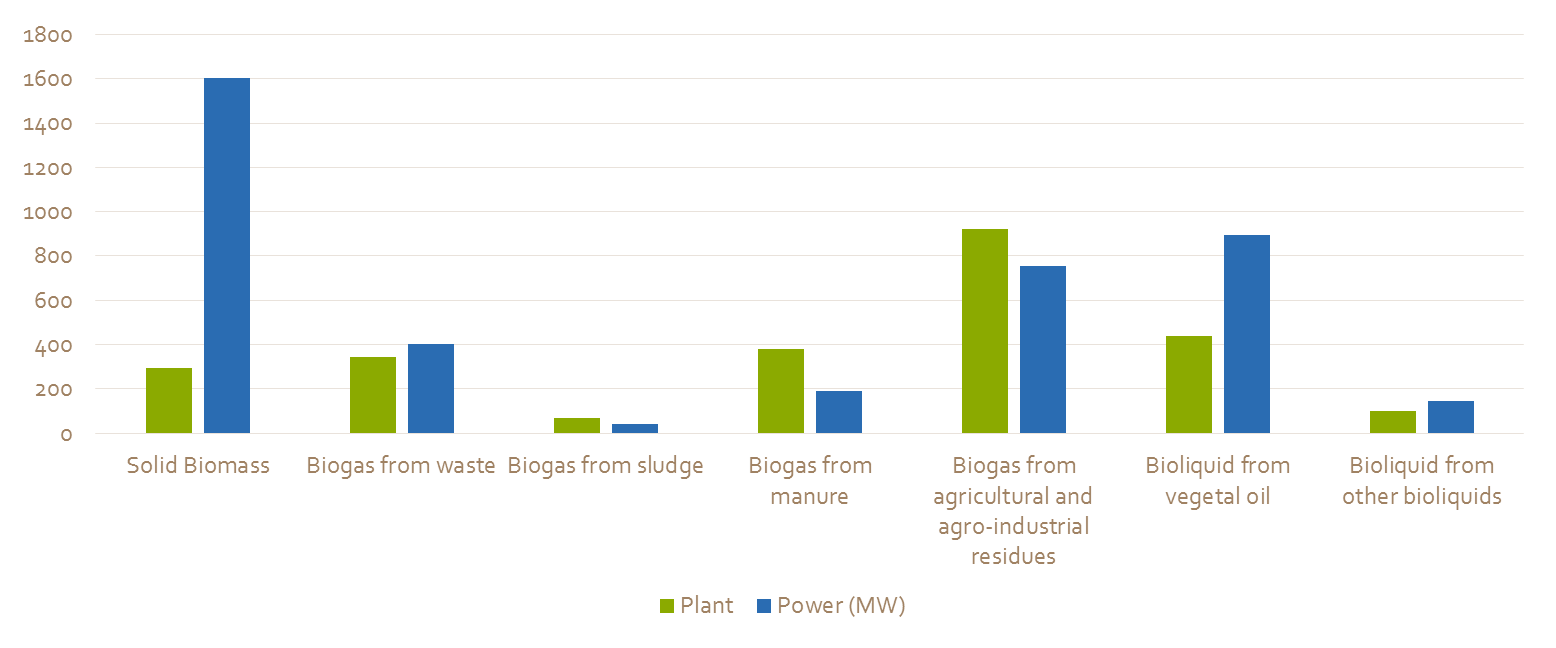 1800
1600
1400
1200
1000
800
600
400
200
0
Solid Biomass
Biogas from waste
Biogas from sludge
Biogas from
manure
Biogas from
agricultural and
agro-industrial
residues
Bioliquid from
vegetal oil
Bioliquid from
other bioliquids
Plant
Power (MW)